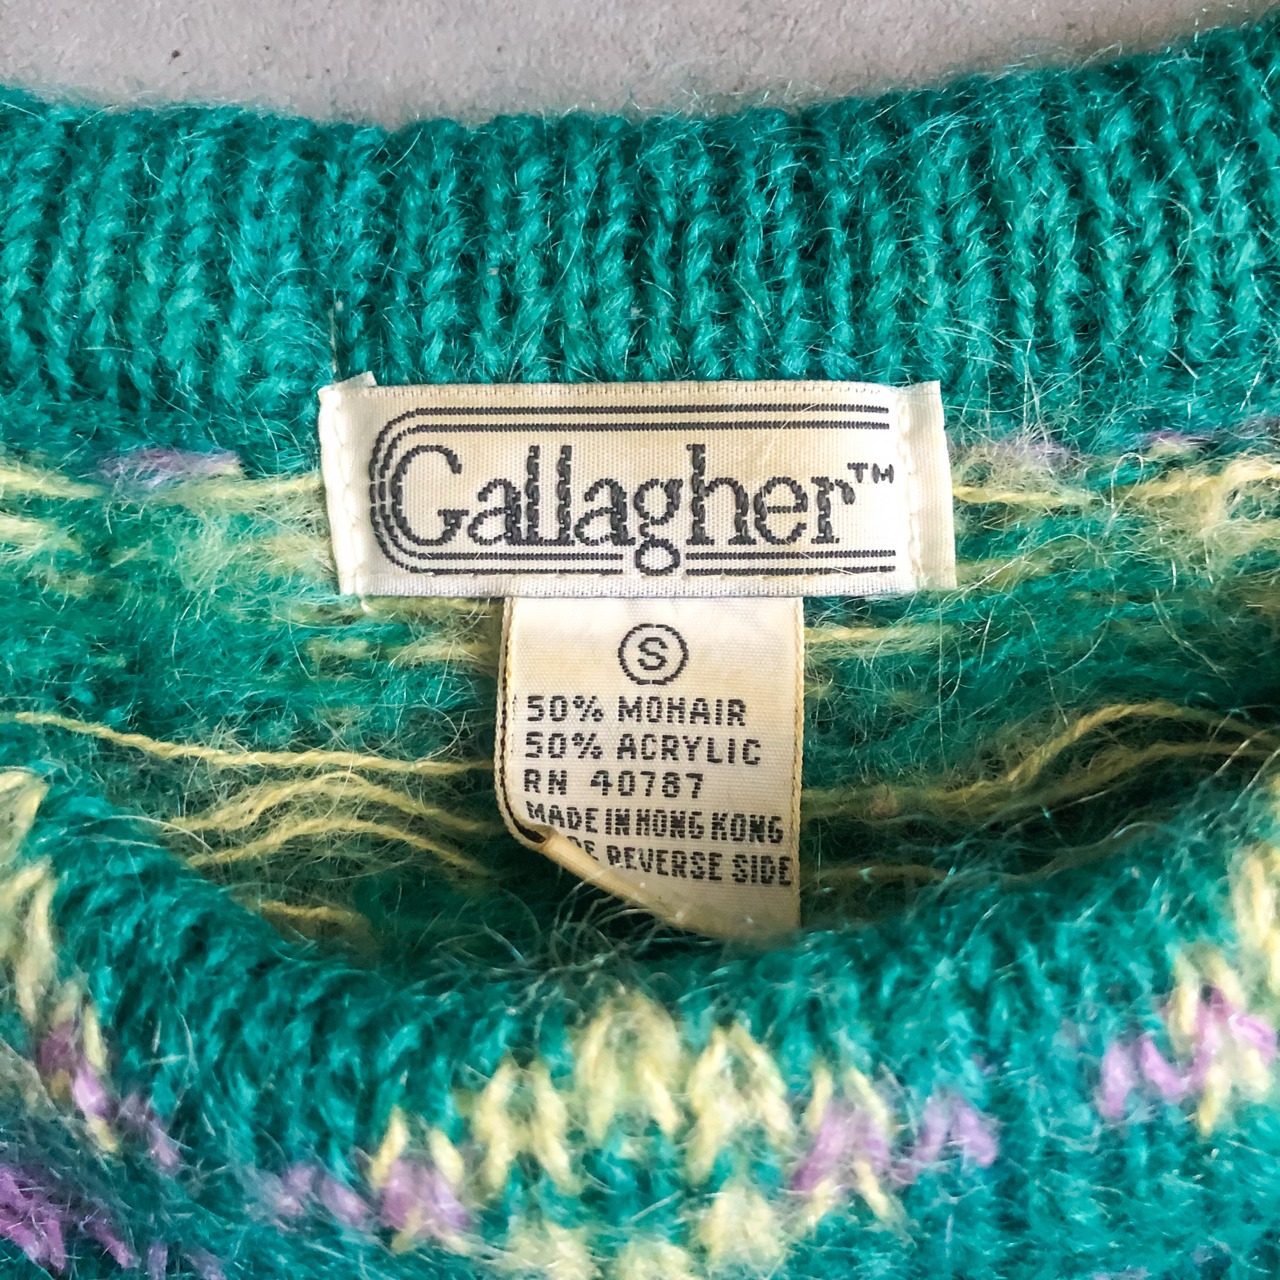 Gallagher™
S
50% MOHAIR
50% ACRYLIC
RN 40787
MADE IN HONG KONG
REVERSE SIDE